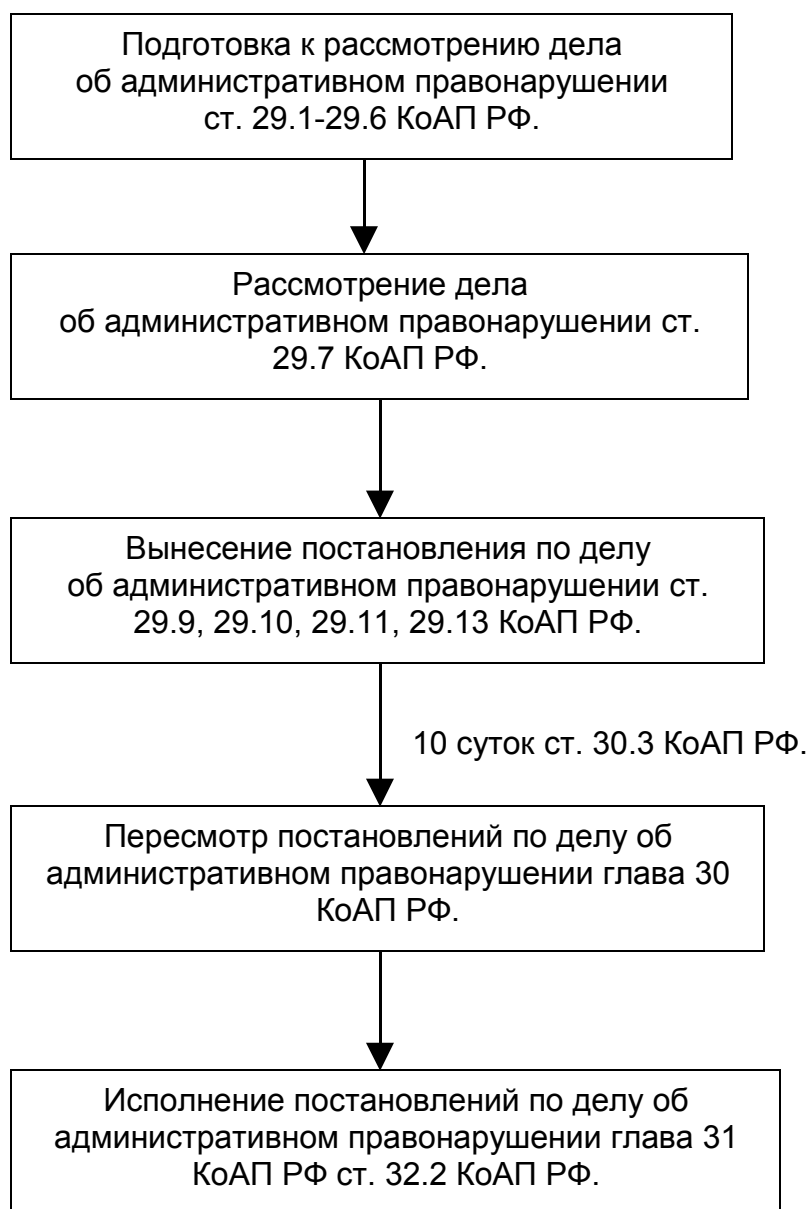 Подготовка к рассмотрению дела
об административном правонарушении
ст. 29.1-29.6 КоАП РФ.
Рассмотрение дела
об административном правонарушении ст.
29.7 КоАП РФ.
Вынесение постановления по делу
об административном правонарушении ст.
29.9, 29.10, 29.11, 29.13 КоАП РФ.
10 суток ст. 30.3 КоАП РФ.
Пересмотр постановлений по делу об
административном правонарушении глава 30
КоАП РФ.
Исполнение постановлений по делу об
административном правонарушении глава 31
КоАП РФ ст. 32.2 КоАП РФ.